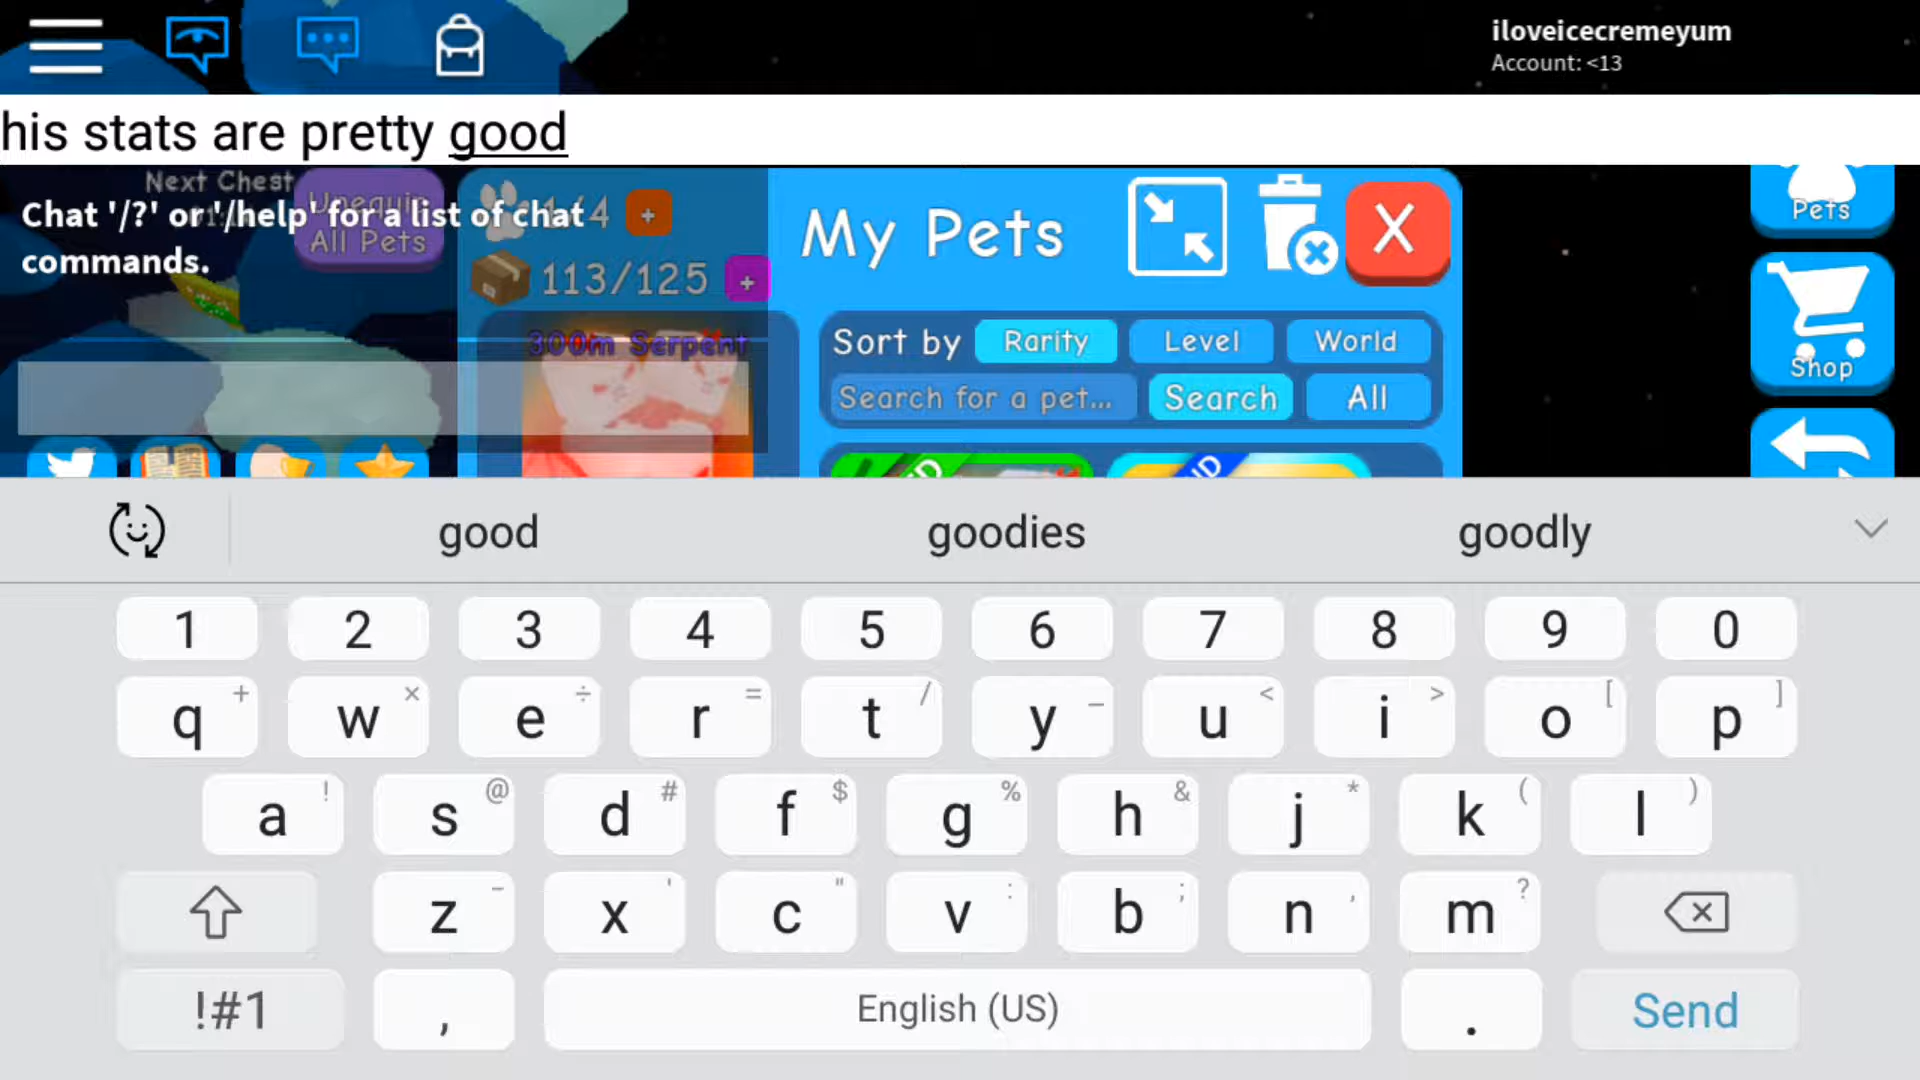 iloveicecremeyum
Account: <13
his stats are pretty good
Next Chest
Unequip
All Pets
Chat '/?' or '/help' for a list of chat
commands.
/4
113/125
My Pets
300m Serpent
Sort by Rarity Level World
Search for a pet... Search All
Pets
Shop
good goodies goodly
1 2 3 4 5 6 7 8 9 0
q + w × e ÷ r = t / y _ u < i > o [ p ]
a ! s @ d # f $ g % h & j * k ( l )
z - x ' c " v : b ; n , m ?
!#1 , English (US) . Send